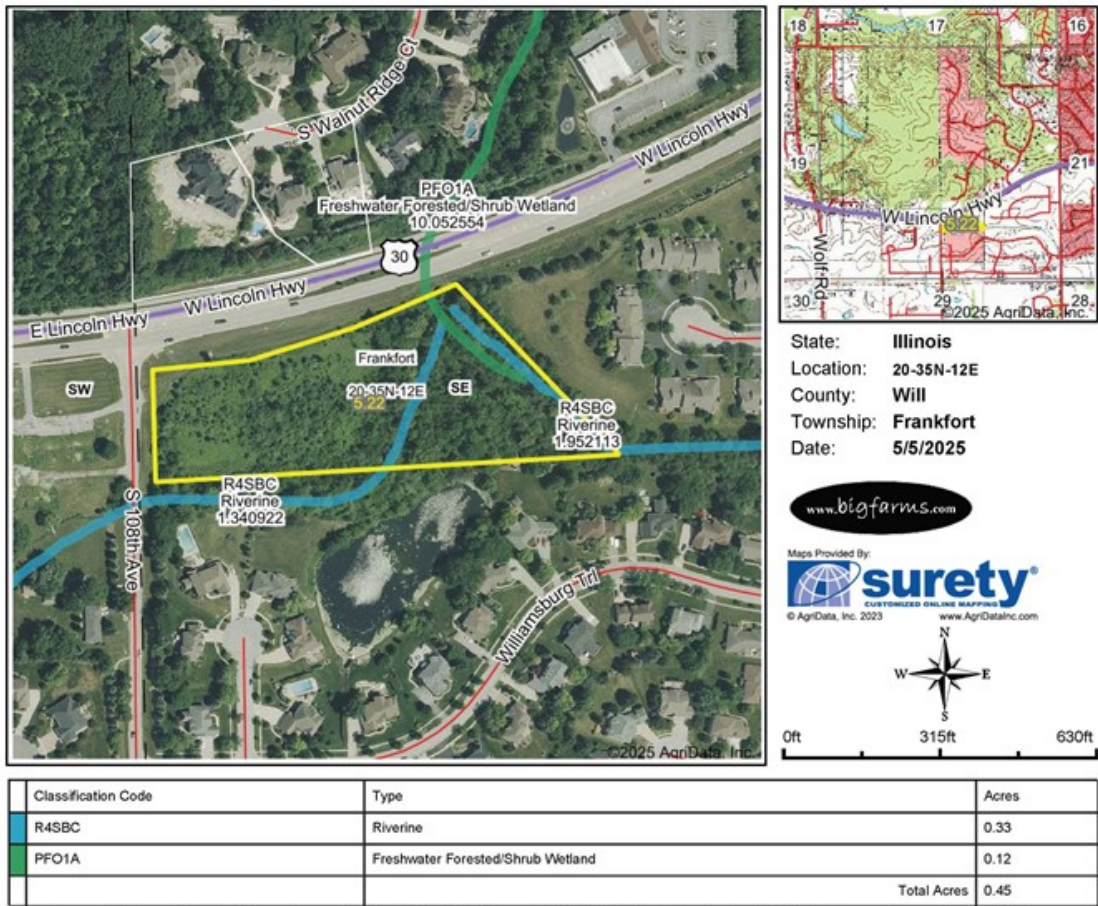 S Walnut Ridge Ct
W Lincoln Hwy
PFO1A
Freshwater Forested/Shrub Wetland
10.052554
30
W Lincoln Hwy
E Lincoln Hwy
Frankfort
SW
20-35N-12E
SE
5.22
R4SBC
Riverine
1.952113
R4SBC
Riverine
1.340922
S 108th Ave
Williamsburg Trl
©2025 AgriData, Inc.
18
17
16
19
20
21
W Lincoln Hwy
5.22
Wolf Rd
30
29
28
©2025 AgriData, Inc.
State: Illinois
Location: 20-35N-12E
County: Will
Township: Frankfort
Date: 5/5/2025
www.bigfarms.com
Maps Provided By:
surety®
CUSTOMIZED ONLINE MAPPING
© AgriData, Inc. 2023 www.AgriDataInc.com
N
W E
S
0ft 315ft 630ft
Classification Code Type Acres
R4SBC Riverine 0.33
PFO1A Freshwater Forested/Shrub Wetland 0.12
Total Acres 0.45